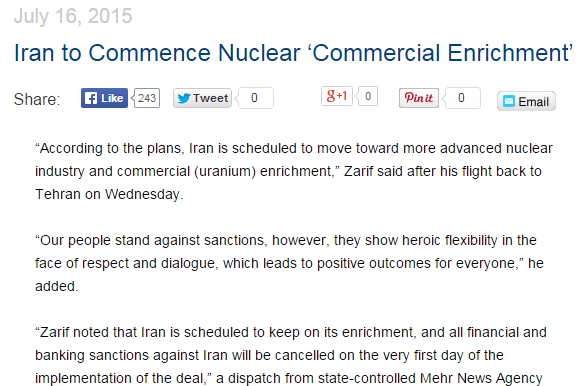 July 16, 2015
Iran to Commence Nuclear ‘Commercial Enrichment’
Share: Like 243 Tweet 0 g+1 0 Pin it 0 Email
“According to the plans, Iran is scheduled to move toward more advanced nuclear
industry and commercial (uranium) enrichment,” Zarif said after his flight back to
Tehran on Wednesday.
“Our people stand against sanctions, however, they show heroic flexibility in the
face of respect and dialogue, which leads to positive outcomes for everyone,” he
added.
“Zarif noted that Iran is scheduled to keep on its enrichment, and all financial and
banking sanctions against Iran will be cancelled on the very first day of the
implementation of the deal,” a dispatch from state-controlled Mehr News Agency